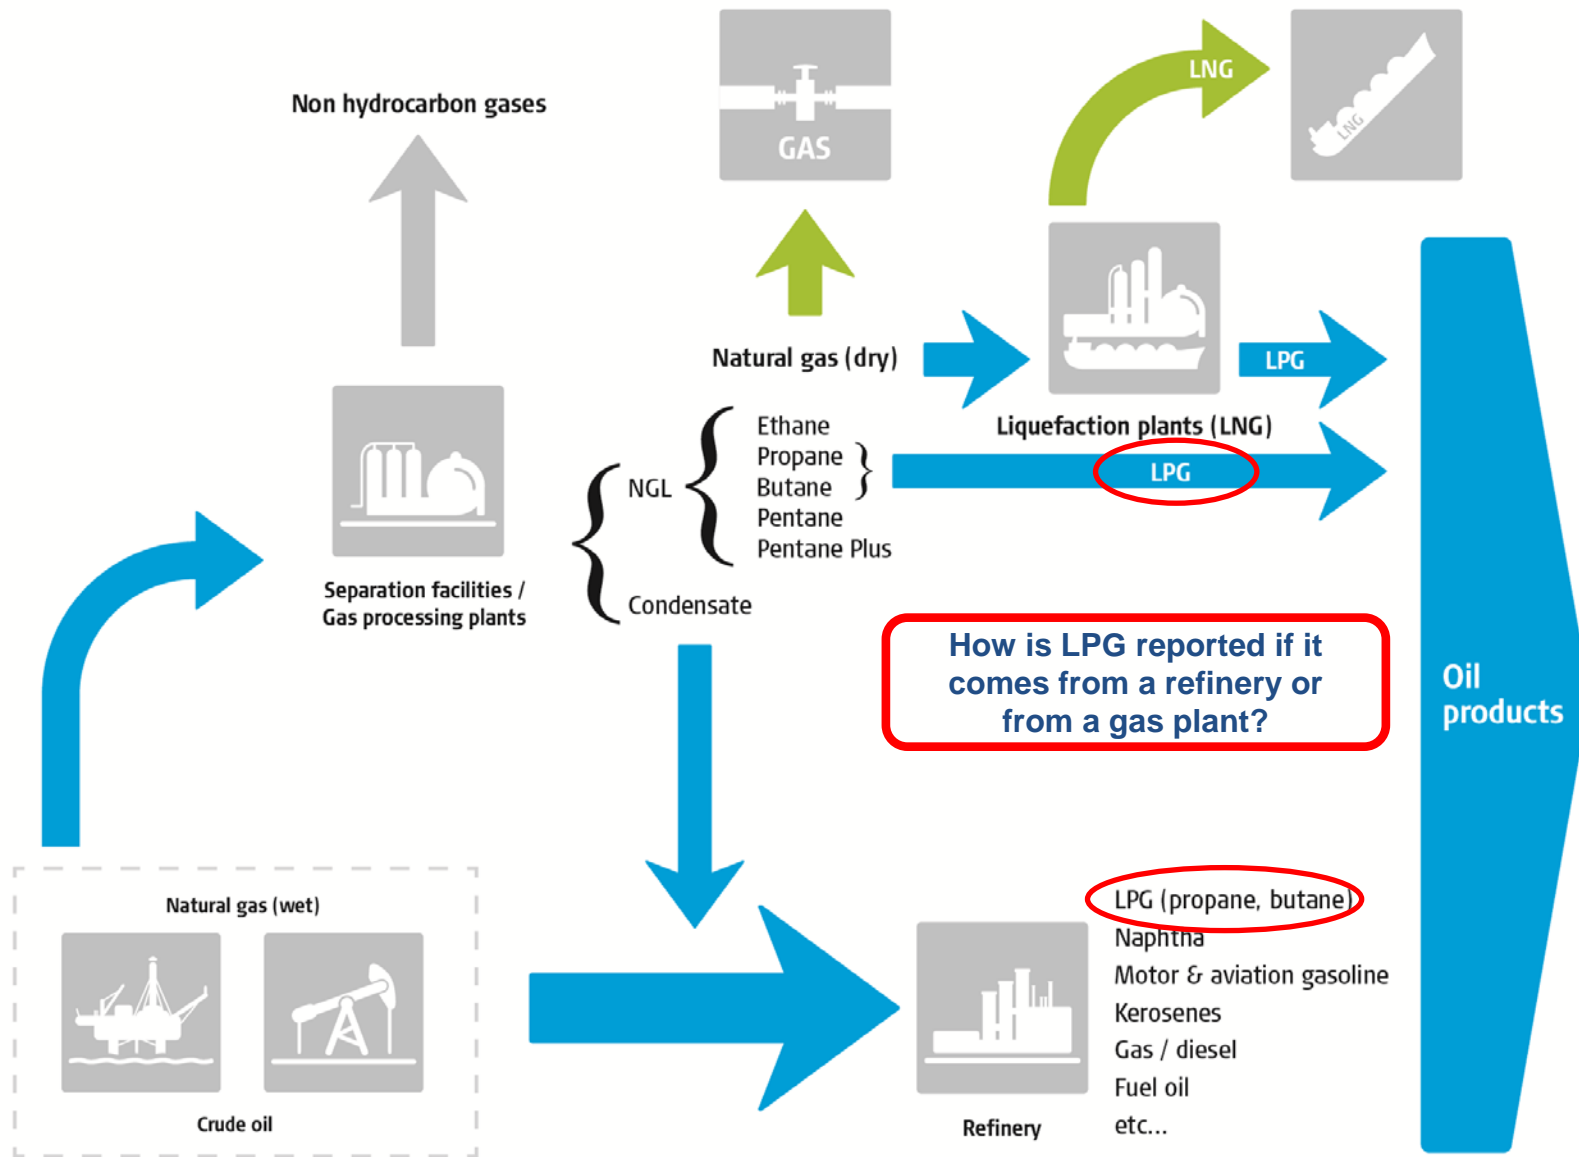 Non hydrocarbon gases
GAS
LNG
LNG
Natural gas (dry)
LPG
Liquefaction plants (LNG)
Ethane
Propane
Butane
Pentane
Pentane Plus
NGL
LPG
Condensate
Separation facilities /
Gas processing plants
How is LPG reported if it
comes from a refinery or
from a gas plant?
Oil
products
Natural gas (wet)
Crude oil
Refinery
LPG (propane, butane)
Naphtha
Motor & aviation gasoline
Kerosenes
Gas / diesel
Fuel oil
etc...